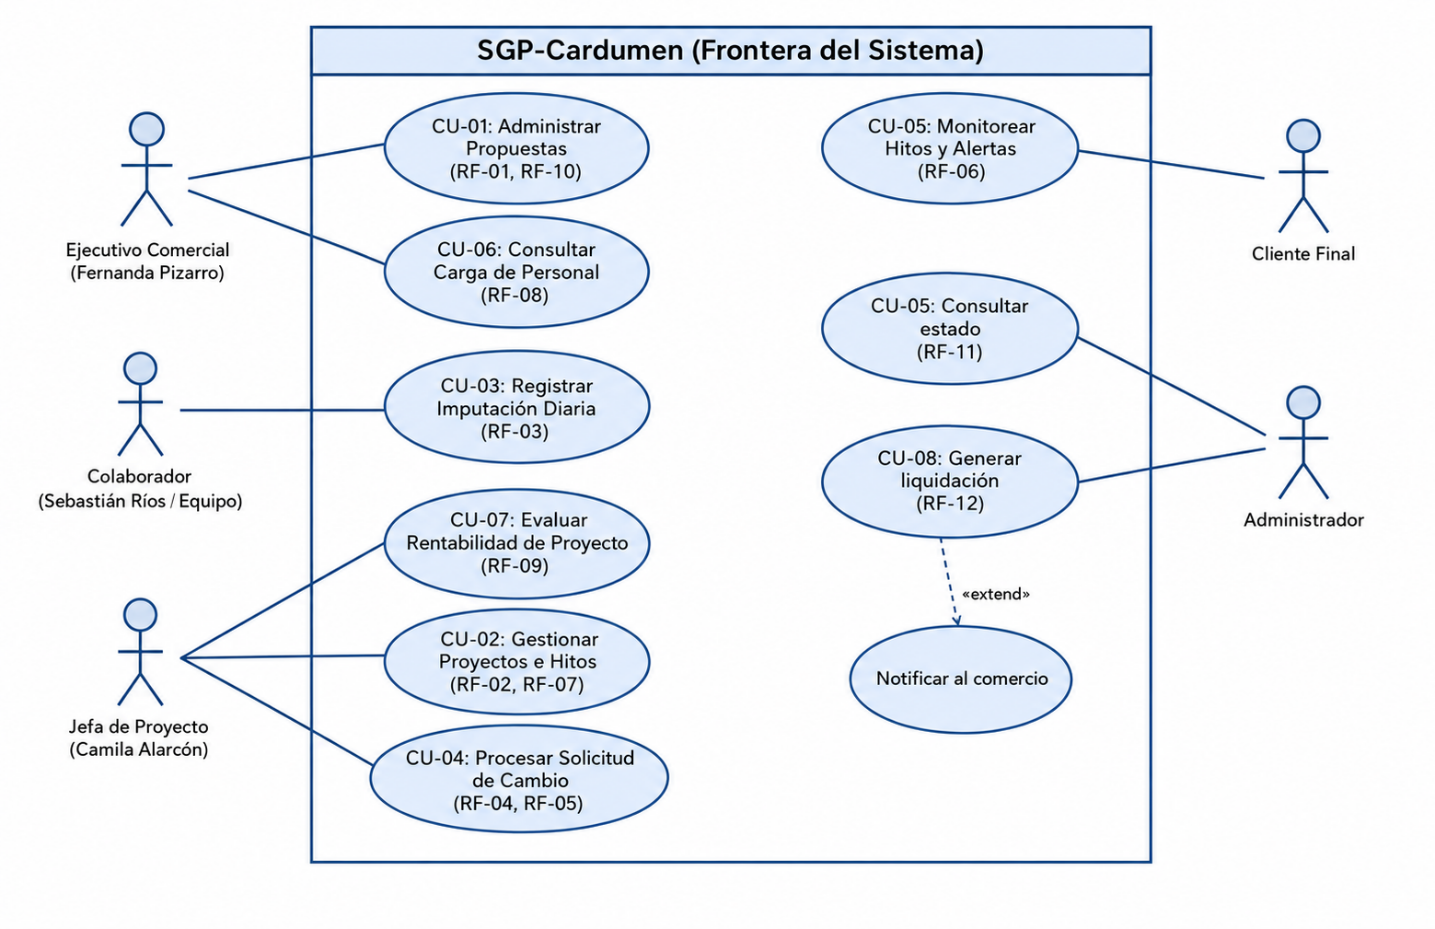 SGP-Cardumen (Frontera del Sistema)
Ejecutivo Comercial
(Fernanda Pizarro)
Colaborador
(Sebastián Ríos / Equipo)
Jefa de Proyecto
(Camila Alarcón)
CU-01: Administrar
Propuestas
(RF-01, RF-10)
CU-06: Consultar
Carga de Personal
(RF-08)
CU-03: Registrar
Imputación Diaria
(RF-03)
CU-07: Evaluar
Rentabilidad de Proyecto
(RF-09)
CU-02: Gestionar
Proyectos e Hitos
(RF-02, RF-07)
CU-04: Procesar Solicitud
de Cambio
(RF-04, RF-05)
CU-05: Monitorear
Hitos y Alertas
(RF-06)
CU-05: Consultar
estado
(RF-11)
CU-08: Generar
liquidación
(RF-12)
«extend»
Notificar al comercio
Cliente Final
Administrador